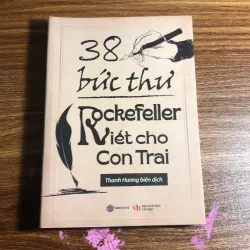 38
bức thư
Rockefeller
Viết cho
Con Trai
Thanh Hương biên dịch